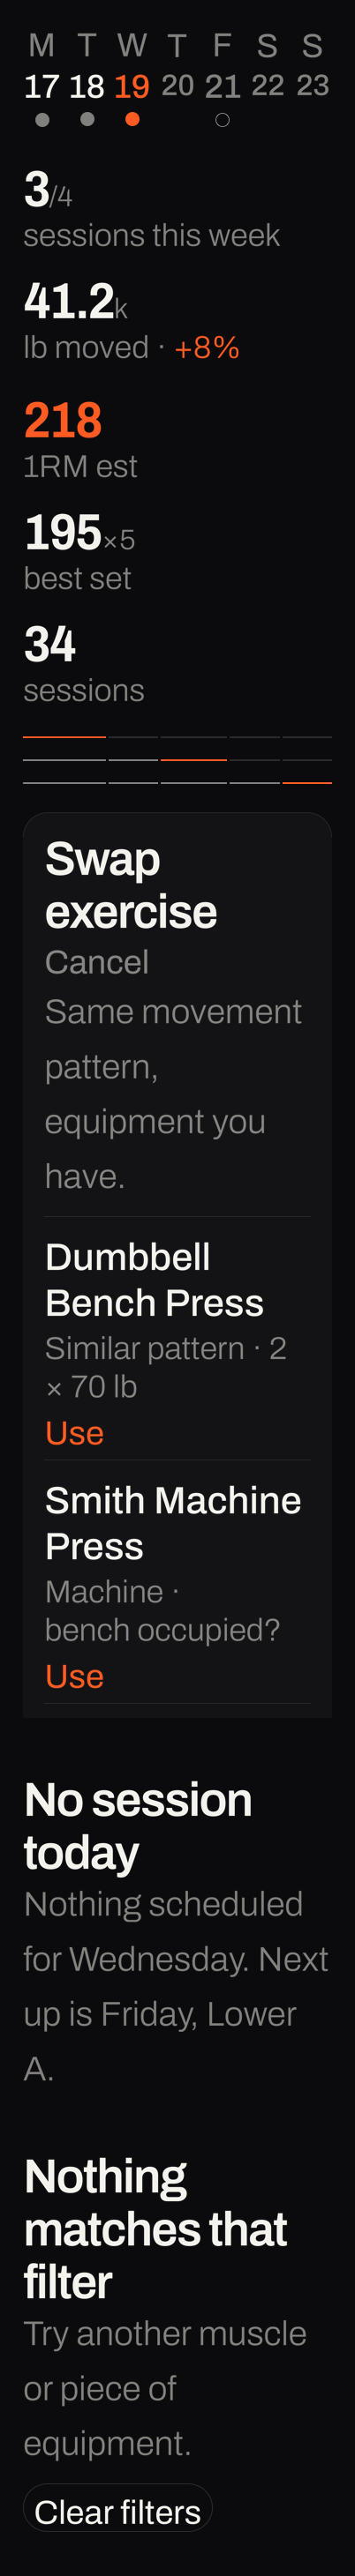 M T W T F S S
17 18 19 20 21 22 23
3/4
sessions this week
41.2k
lb moved · +8%
218
1RM est
195×5
best set
34
sessions
Swap
exercise
Cancel
Same movement
pattern,
equipment you
have.
Dumbbell
Bench Press
Similar pattern · 2
× 70 lb
Use
Smith Machine
Press
Machine ·
bench occupied?
Use
No session
today
Nothing scheduled
for Wednesday. Next
up is Friday, Lower
A.
Nothing
matches that
filter
Try another muscle
or piece of
equipment.
Clear filters